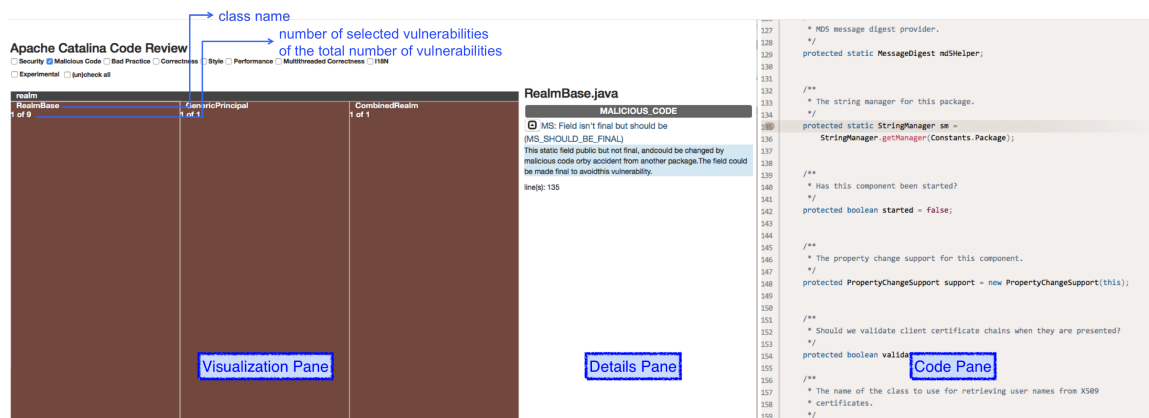 class name
number of selected vulnerabilities
of the total number of vulnerabilities
Apache Catalina Code Review
Security Malicious Code Bad Practice Correctness Style Performance Multithreaded Correctness I18N
Experimental (un)check all
realm
RealmBase GenericPrincipal CombinedRealm
1 of 9 1 of 1 1 of 1
Visualization Pane
RealmBase.java
MALICIOUS_CODE
MS: Field isn't final but should be
(MS_SHOULD_BE_FINAL)
This static field public but not final, andcould be changed by
malicious code orby accident from another package.The field could
be made final to avoidthis vulnerability.
line(s): 135
Details Pane
127 * MD5 message digest provider.
128 */
129 protected static MessageDigest md5Helper;
130
131
132 /**
133 * The string manager for this package.
134 */
135 protected static StringManager sm =
136 StringManager.getManager(Constants.Package);
137
138
139 /**
140 * Has this component been started?
141 */
142 protected boolean started = false;
143
144
145 /**
146 * The property change support for this component.
147 */
148 protected PropertyChangeSupport support = new PropertyChangeSupport(this);
149
150
151 /**
152 * Should we validate client certificate chains when they are presented?
153 */
154 protected boolean valida
155
156 /**
157 * The name of the class to use for retrieving user names from X509
158 * certificates.
159 */
Code Pane